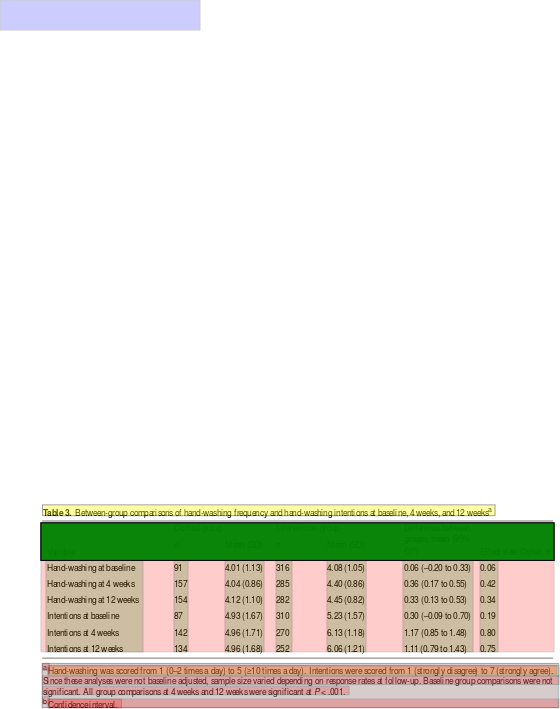 Table 3. Between-group comparisons of hand-washing frequency and hand-washing intentions at baseline, 4 weeks, and 12 weeksa
Hand-washing at baseline 91 4.01 (1.13) 316 4.08 (1.05) 0.06 (−0.20 to 0.33) 0.06
Hand-washing at 4 weeks 157 4.04 (0.86) 285 4.40 (0.86) 0.36 (0.17 to 0.55) 0.42
Hand-washing at 12 weeks 154 4.12 (1.10) 282 4.45 (0.82) 0.33 (0.13 to 0.53) 0.34
Intentions at baseline 87 4.93 (1.67) 310 5.23 (1.57) 0.30 (−0.09 to 0.70) 0.19
Intentions at 4 weeks 142 4.96 (1.71) 270 6.13 (1.18) 1.17 (0.85 to 1.48) 0.80
Intentions at 12 weeks 134 4.96 (1.68) 252 6.06 (1.21) 1.11 (0.79 to 1.43) 0.75
a Hand-washing was scored from 1 (0–2 times a day) to 5 (≥10 times a day). Intentions were scored from 1 (strongly disagree) to 7 (strongly agree).
Since these analyses were not baseline adjusted, sample size varied depending on response rates at follow-up. Baseline group comparisons were not
significant. All group comparisons at 4 weeks and 12 weeks were significant at P < .001.
b Confidence interval.